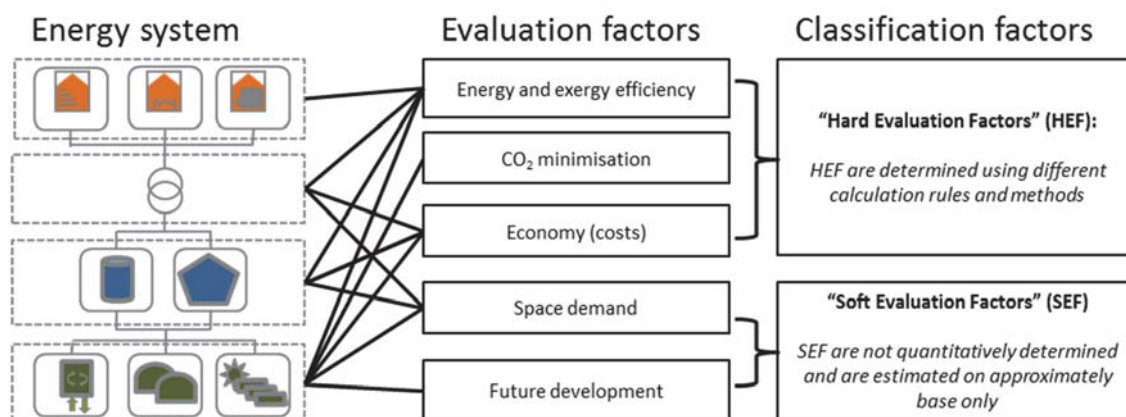 Energy system
Evaluation factors
Classification factors
Energy and exergy efficiency
CO₂ minimisation
Economy (costs)
Space demand
Future development
“Hard Evaluation Factors” (HEF):
HEF are determined using different
calculation rules and methods
“Soft Evaluation Factors” (SEF)
SEF are not quantitatively determined
and are estimated on approximately
base only